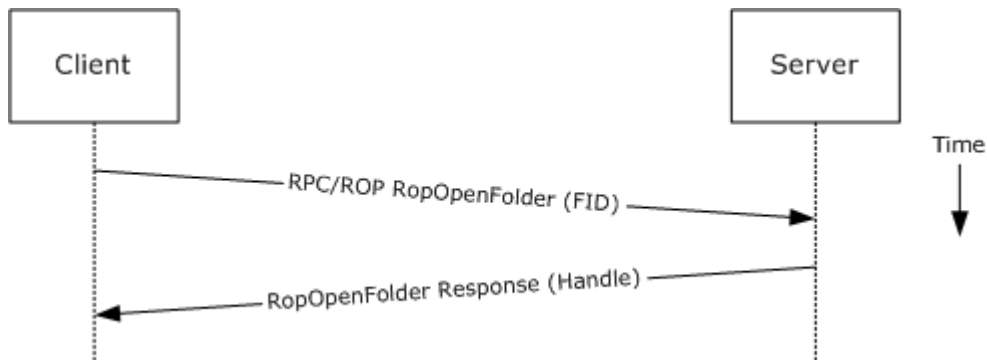 Client
Server
Time
RPC/ROP RopOpenFolder (FID)
RopOpenFolder Response (Handle)